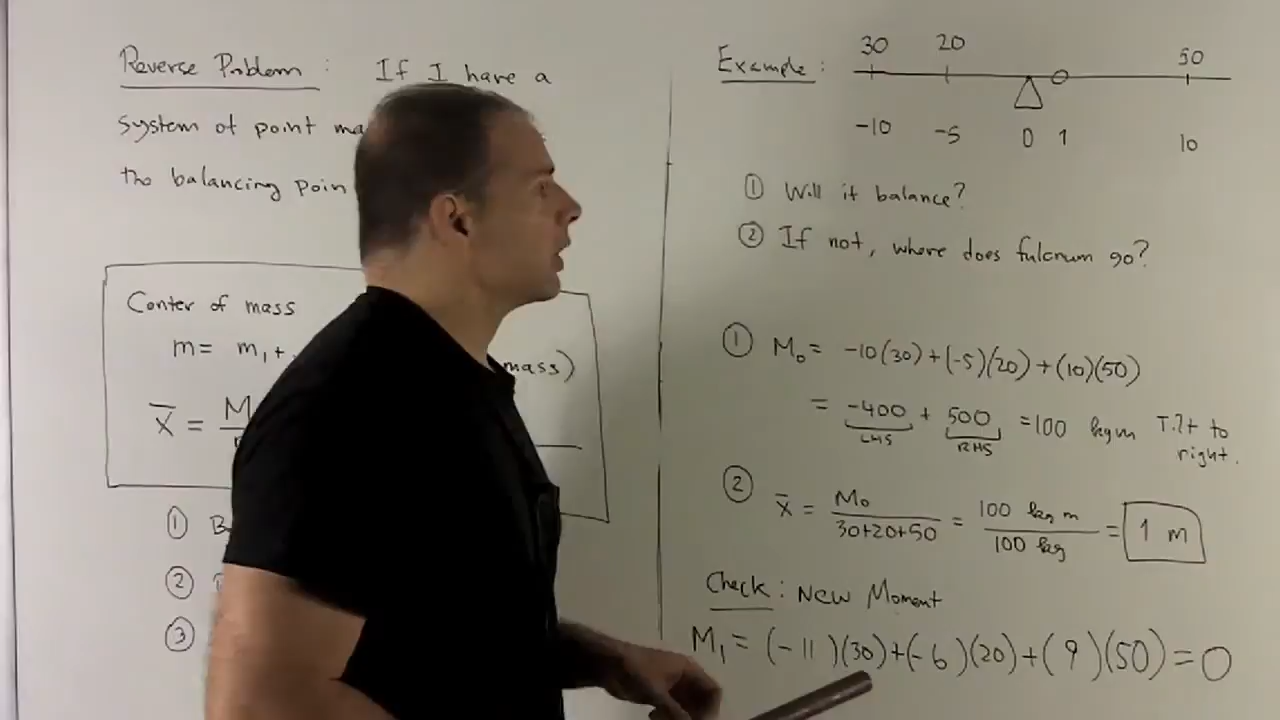 Reverse Problem : If I have a
system of point
the balancing
Center of mass
m = m₁ +
mass)
x̄ = M
①
②
③
Example :
30 20 50
-10 -5 0 1 10
① Will it balance?
② If not, where does fulcrum go?
① M₀ = -10(30) + (-5)(20) + (10)(50)
= -400 + 500 = 100 kg m Tilt to
LHS RHS right.
② x̄ = M₀ / 30+20+50 = 100 kg m / 100 kg = 1 m
Check : New Moment
M₁ = (-11)(30) + (-6)(20) + (9)(50) = 0